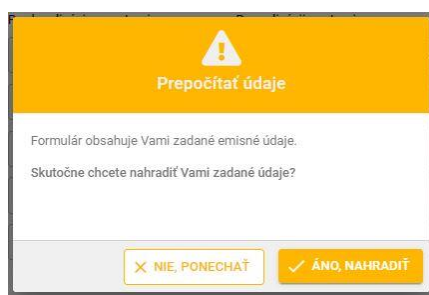 Prepočítať údaje
Formulár obsahuje Vami zadané emisné údaje.
Skutočne chcete nahradiť Vami zadané údaje?
NIE, PONECHAŤ
ÁNO, NAHRADIŤ